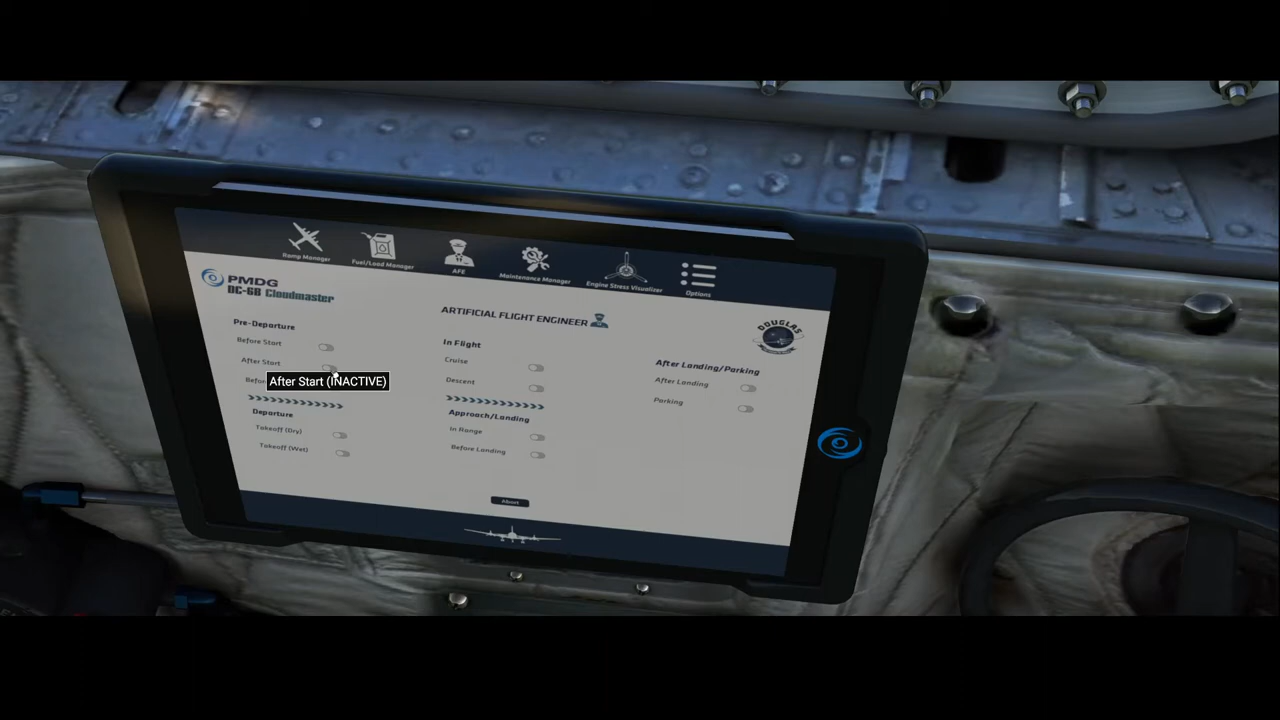 Ramp Manager
Fuel/Load Manager
AFE
Maintenance Manager
Engine Stress Visualizer
Options
PMDG
DC-6B Cloudmaster
ARTIFICIAL FLIGHT ENGINEER
DOUGLAS
Pre-Departure
Before Start
After Start
After Start (INACTIVE)
Departure
Takeoff (Dry)
Takeoff (Wet)
In Flight
Cruise
Descent
Approach/Landing
In Range
Before Landing
After Landing/Parking
After Landing
Parking
Abort